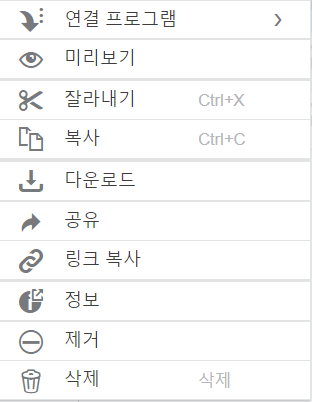 연결 프로그램
미리보기
잘라내기 Ctrl+X
복사 Ctrl+C
다운로드
공유
링크 복사
정보
제거
삭제 삭제